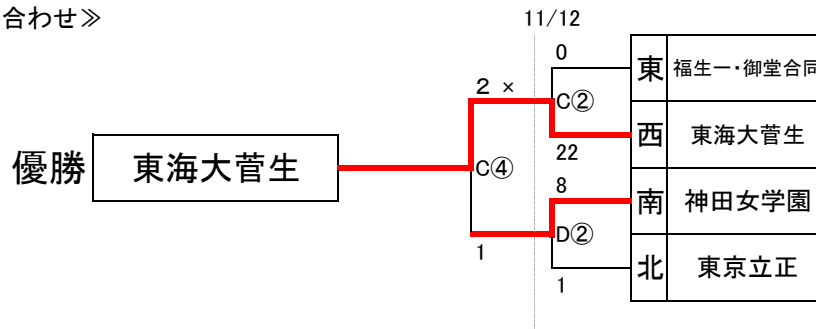 合わせ≫
11/12
0
東 福生一・御堂合同
2 ×
C②
西 東海大菅生
22
優勝 東海大菅生
C④
8
南 神田女学園
D②
1
北 東京立正
1